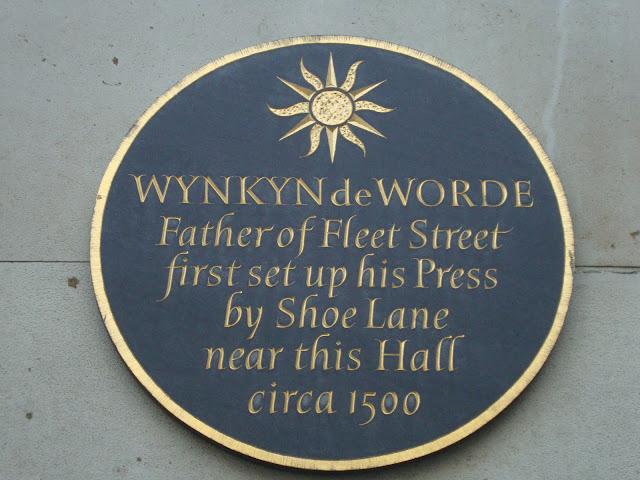 WYNKYN de WORDE
Father of Fleet Street
first set up his Press
by Shoe Lane
near this Hall
circa 1500